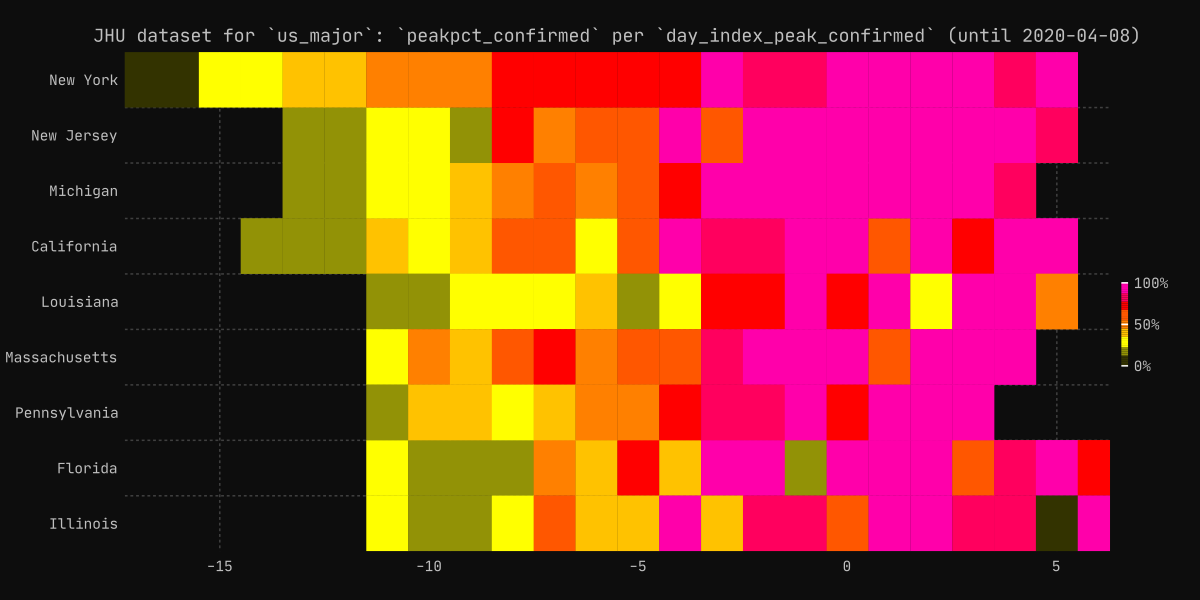 JHU dataset for `us_major`: `peakpct_confirmed` per `day_index_peak_confirmed` (until 2020-04-08)
New York
New Jersey
Michigan
California
Louisiana
Massachusetts
Pennsylvania
Florida
Illinois
100%
50%
0%
-15
-10
-5
0
5